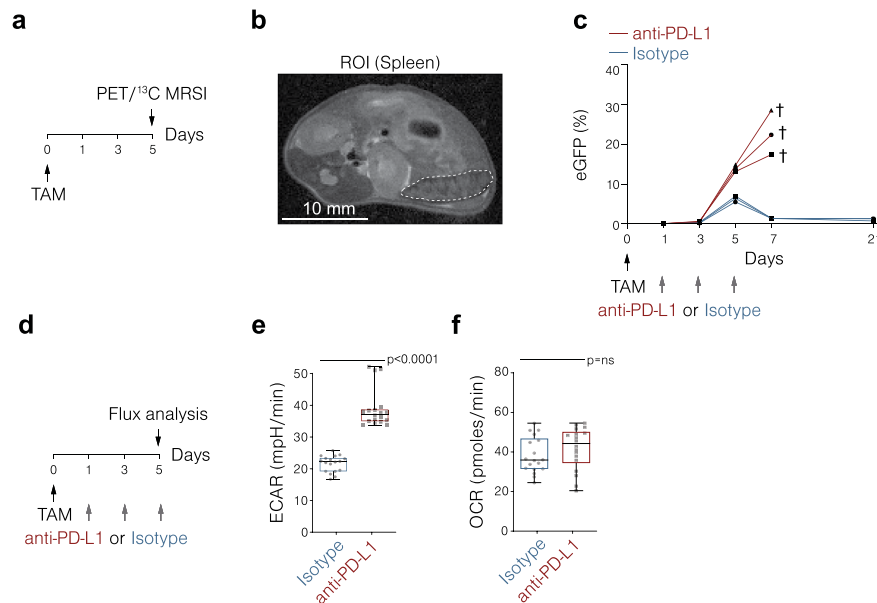 a
PET/¹³C MRSI
0 1 3 5 Days
TAM
b
ROI (Spleen)
10 mm
c
anti-PD-L1
Isotype
eGFP (%)
40
30
20
10
0
†
†
†
0 1 3 5 7 2
Days
TAM
anti-PD-L1 or Isotype
d
Flux analysis
0 1 3 5 Days
TAM
anti-PD-L1 or Isotype
e
p<0.0001
ECAR (mpH/min)
50
40
30
20
10
0
Isotype
anti-PD-L1
f
p=ns
OCR (pmoles/min)
80
60
40
20
0
Isotype
anti-PD-L1